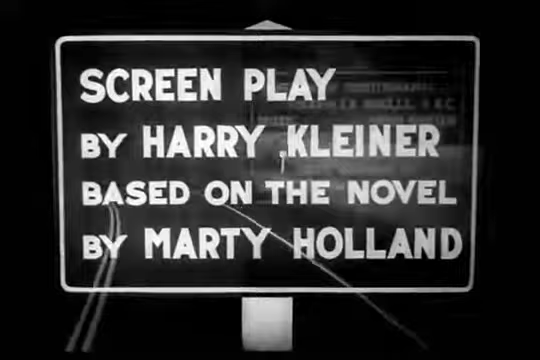 SCREEN PLAY
BY HARRY KLEINER
BASED ON THE NOVEL
BY MARTY HOLLAND